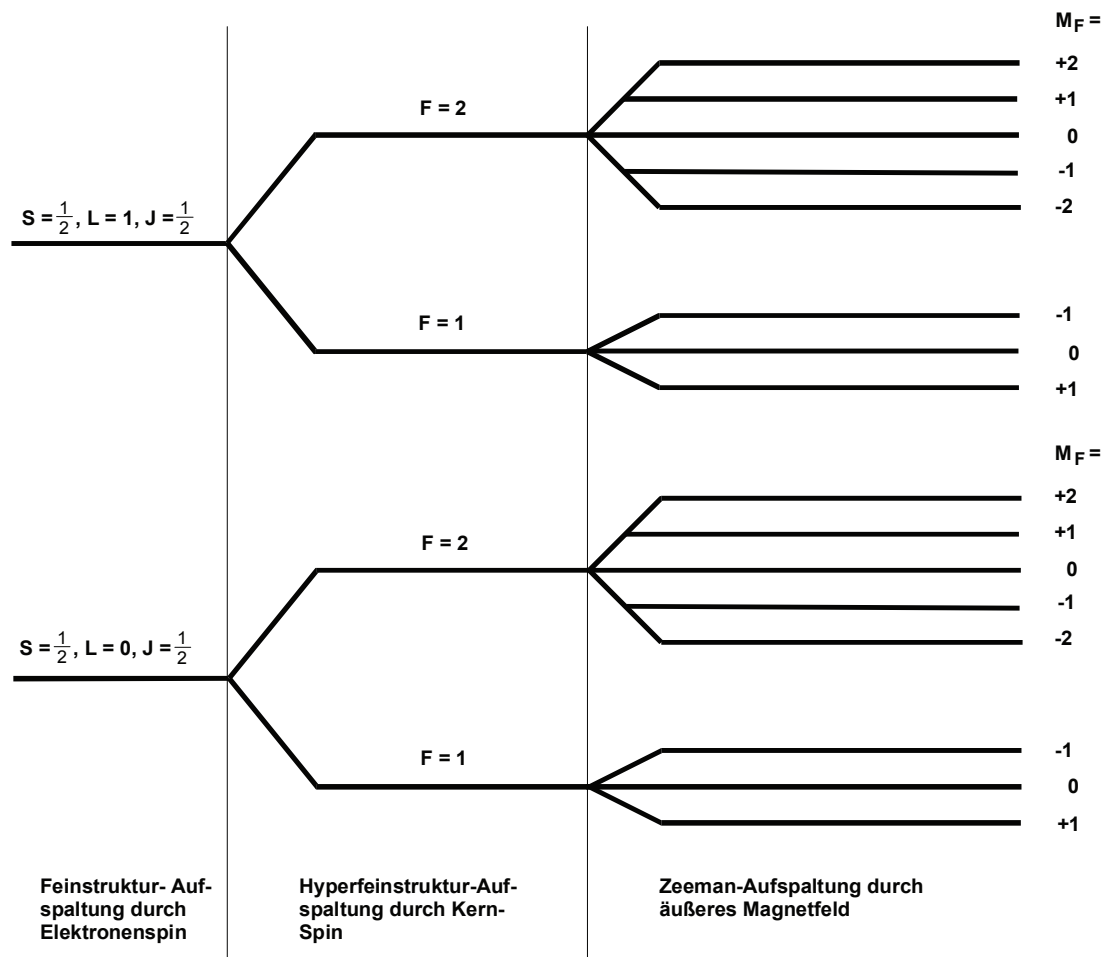 M F =
+2
+1
F = 2
0
-1
S = 1/2, L = 1, J = 1/2
-2
-1
F = 1
0
+1
M F =
+2
+1
F = 2
0
-1
S = 1/2, L = 0, J = 1/2
-2
-1
F = 1
0
+1
Feinstruktur- Auf-
spaltung durch
Elektronenspin
Hyperfeinstruktur-Auf-
spaltung durch Kern-
Spin
Zeeman-Aufspaltung durch
äußeres Magnetfeld